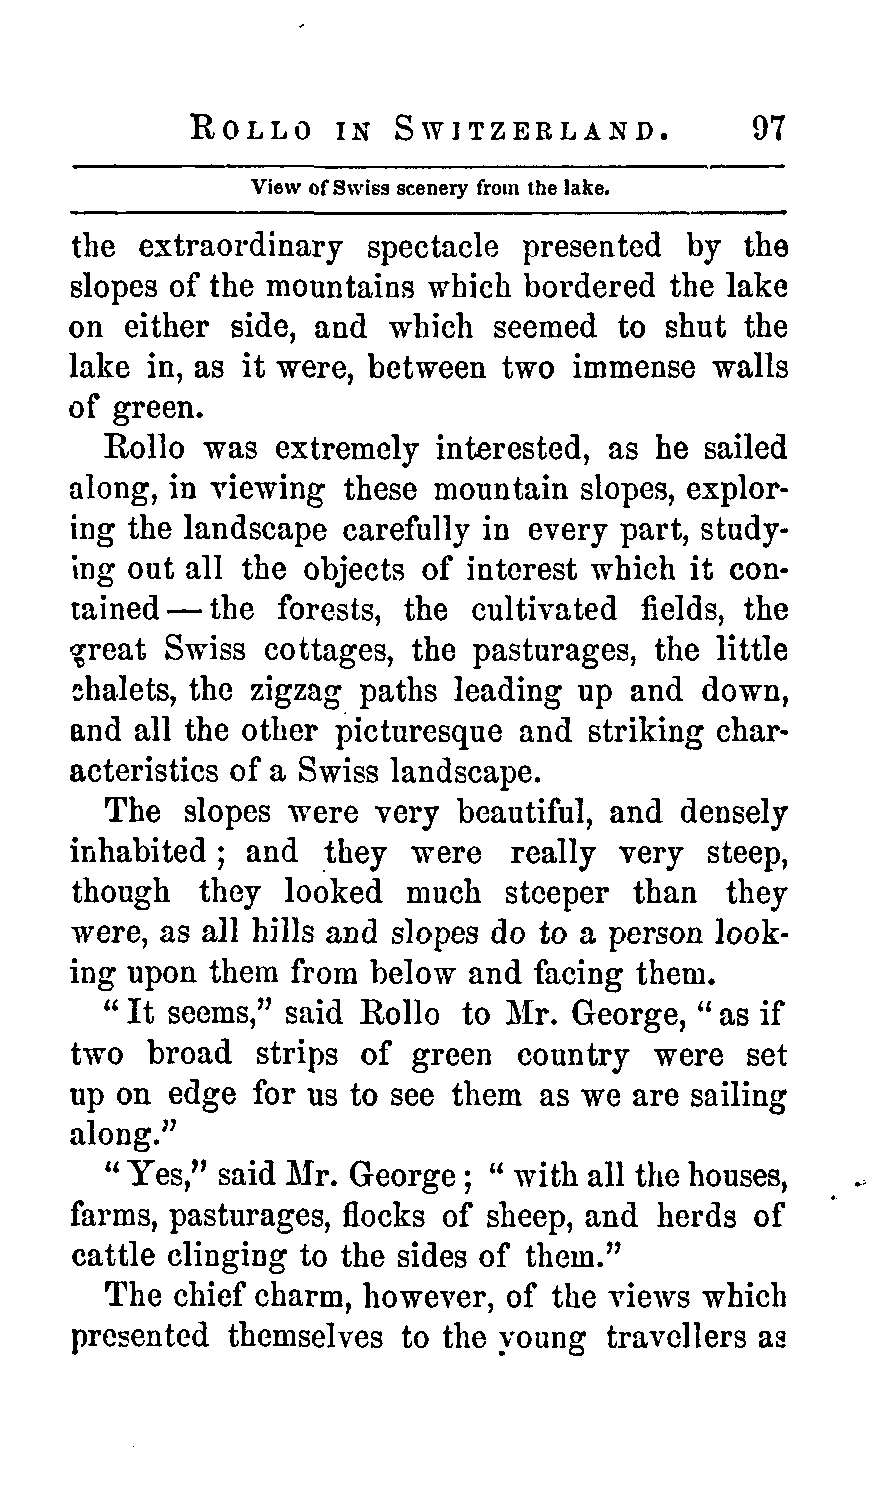 ROLLO IN SWITZERLAND. 97
View of Swiss scenery from the lake.
the extraordinary spectacle presented by the
slopes of the mountains which bordered the lake
on either side, and which seemed to shut the
lake in, as it were, between two immense walls
of green.
Rollo was extremely interested, as he sailed
along, in viewing these mountain slopes, explor-
ing the landscape carefully in every part, study-
ing out all the objects of interest which it con-
tained — the forests, the cultivated fields, the
great Swiss cottages, the pasturages, the little
chalets, the zigzag paths leading up and down,
and all the other picturesque and striking char-
acteristics of a Swiss landscape.
The slopes were very beautiful, and densely
inhabited ; and they were really very steep,
though they looked much steeper than they
were, as all hills and slopes do to a person look-
ing upon them from below and facing them.
“ It seems,” said Rollo to Mr. George, “ as if
two broad strips of green country were set
up on edge for us to see them as we are sailing
along.”
“ Yes,” said Mr. George ; “ with all the houses,
farms, pasturages, flocks of sheep, and herds of
cattle clinging to the sides of them.”
The chief charm, however, of the views which
presented themselves to the young travellers as